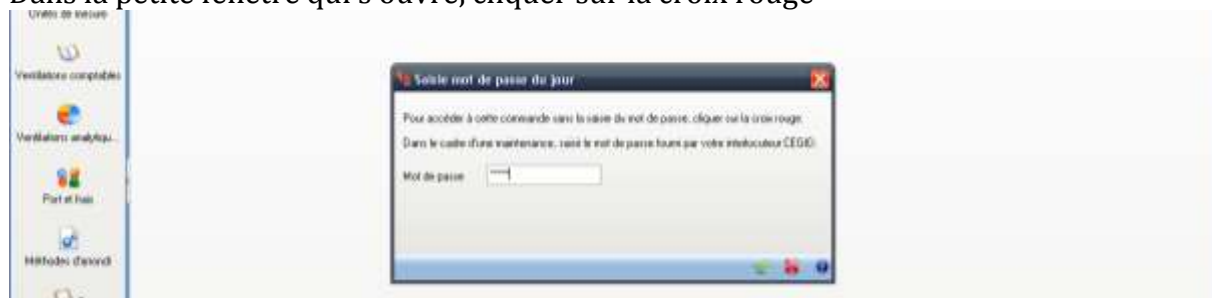 Dans la petite fenêtre qui s'ouvre, cliquer sur la croix rouge
Unités de mesure
Ventilations comptables
Ventilations analytiqu...
Port et frais
Méthodes d'arrondi
Saisie mot de passe du jour
Pour accéder à cette commande sans la saisie du mot de passe, cliquer sur la croix rouge.
Dans le cadre d'une maintenance, saisir le mot de passe fourni par votre interlocuteur CEGID.
Mot de passe